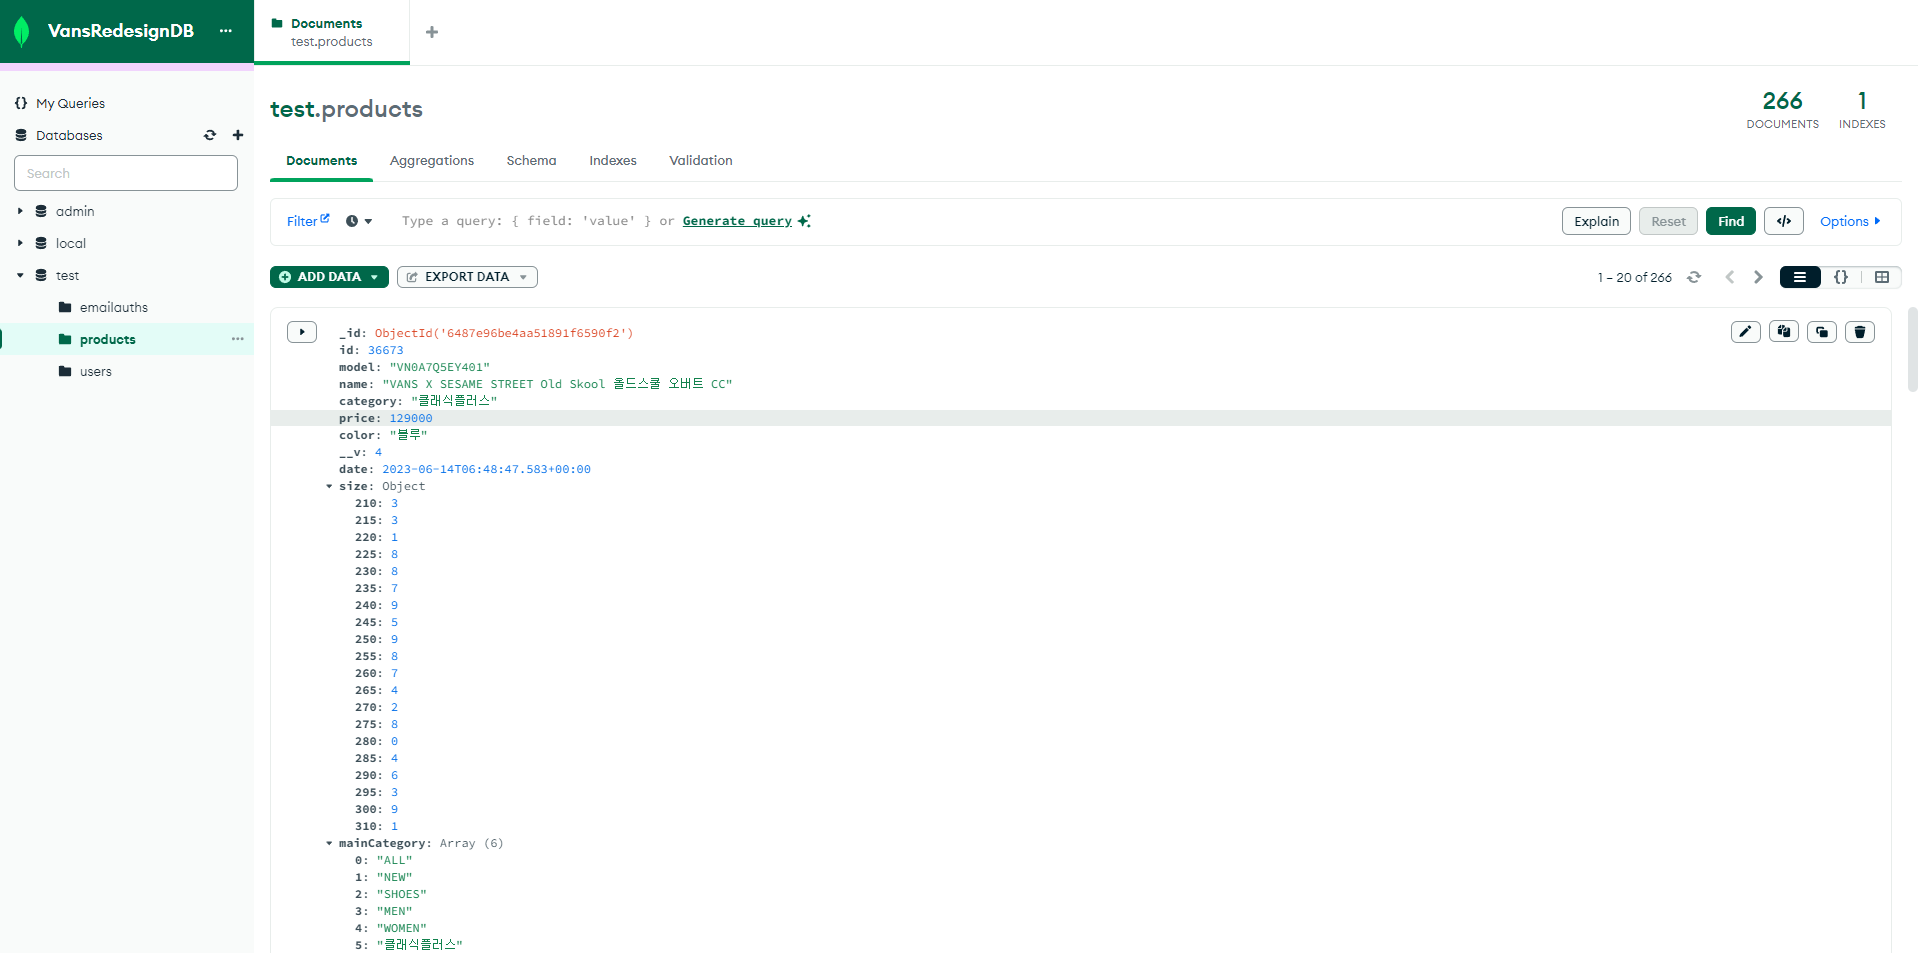 VansRedesignDB
Documents
test.products
My Queries
Databases
Search
admin
local
test
emailauths
products
users
test.products
266
DOCUMENTS
1
INDEXES
Documents Aggregations Schema Indexes Validation
Filter Type a query: { field: 'value' } or Generate query Explain Reset Find </> Options
ADD DATA EXPORT DATA 1 – 20 of 266 {}
_id: ObjectId('6487e96be4aa51891f6590f2')
id: 36673
model: "VN0A7Q5EY401"
name: "VANS X SESAME STREET Old Skool 올드스쿨 오버트 CC"
category: "클래식플러스"
price: 129000
color: "블루"
__v: 4
date: 2023-06-14T06:48:47.583+00:00
size: Object
210: 3
215: 3
220: 1
225: 8
230: 8
235: 7
240: 9
245: 5
250: 9
255: 8
260: 7
265: 4
270: 2
275: 8
280: 0
285: 4
290: 6
295: 3
300: 9
310: 1
mainCategory: Array (6)
0: "ALL"
1: "NEW"
2: "SHOES"
3: "MEN"
4: "WOMEN"
5: "클래식플러스"